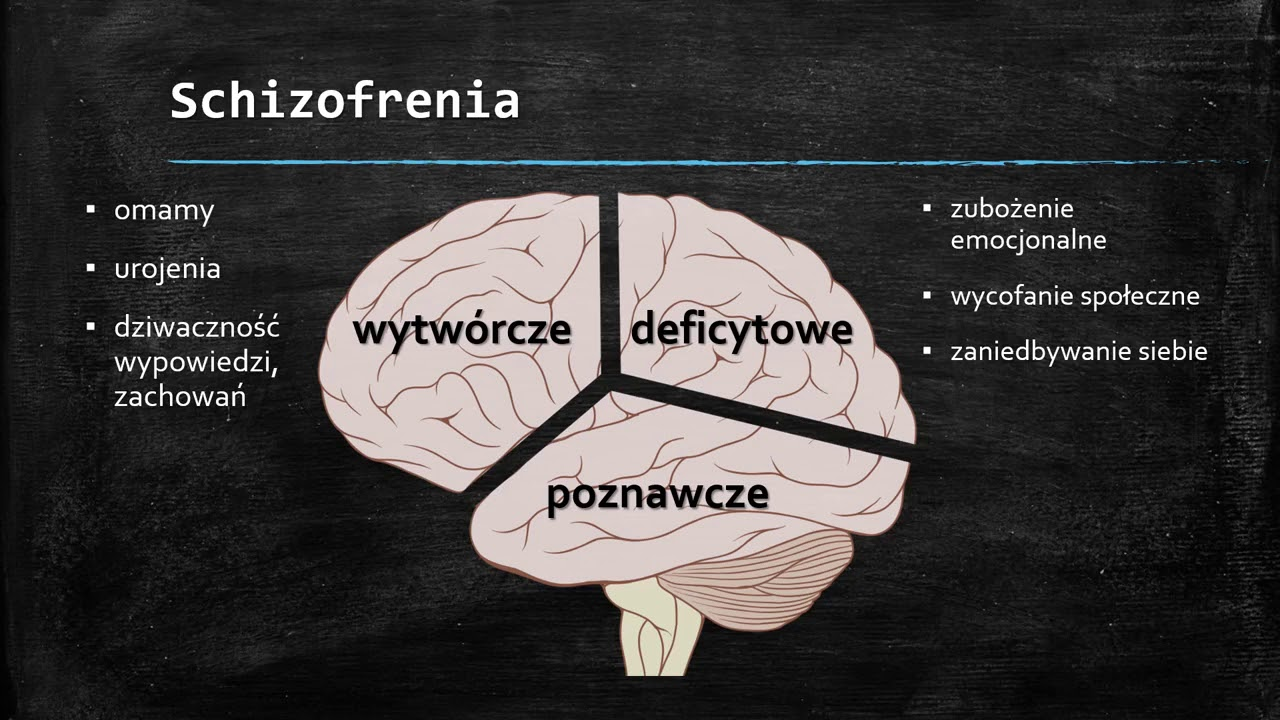 Schizofrenia
▪ omamy
▪ urojenia
▪ dziwaczność
wypowiedzi,
zachowań
wytwórcze
deficytowe
poznawcze
▪ zubożenie
emocjonalne
▪ wycofanie społeczne
▪ zaniedbywanie siebie